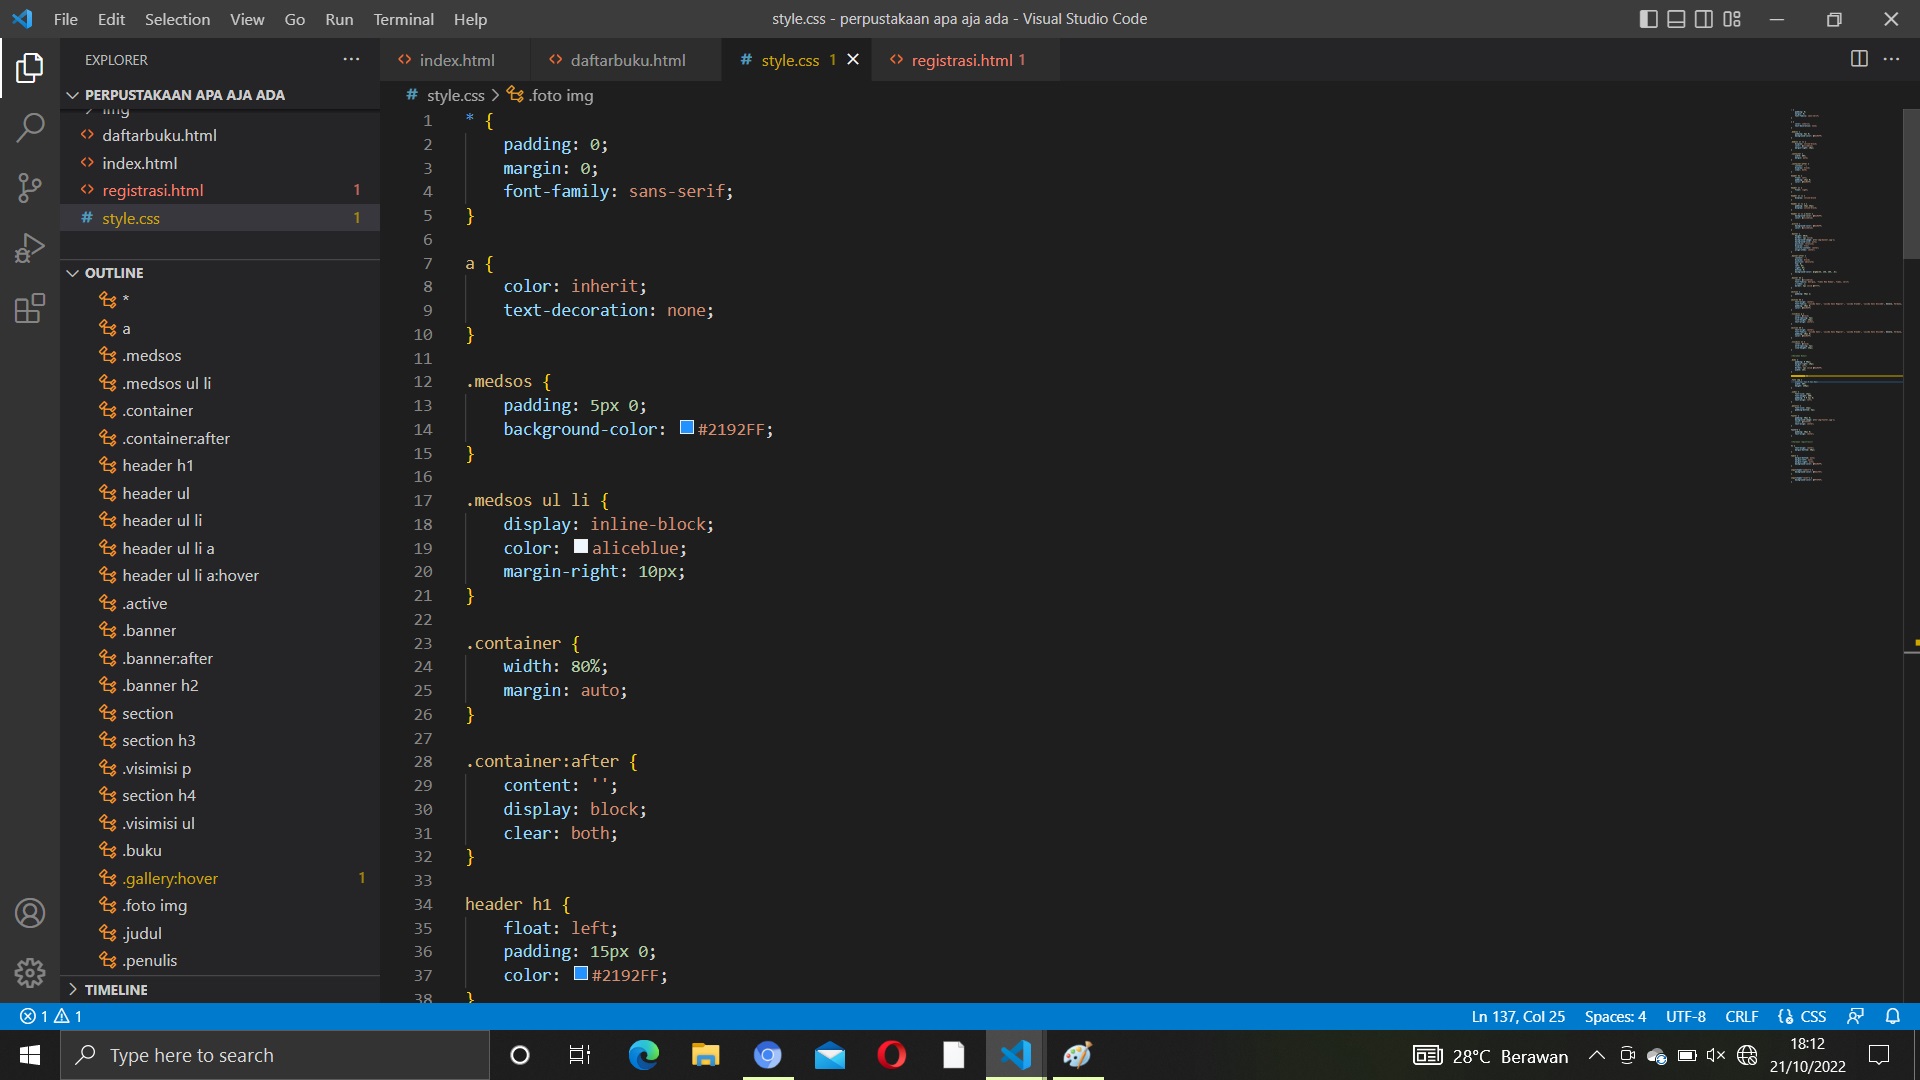 File Edit Selection View Go Run Terminal Help
style.css - perpustakaan apa aja ada - Visual Studio Code
EXPLORER
index.html
daftarbuku.html
style.css 1
registrasi.html 1
PERPUSTAKAAN APA AJA ADA
style.css > .foto img
img
daftarbuku.html
index.html
registrasi.html 1
style.css 1
OUTLINE
*
a
.medsos
.medsos ul li
.container
.container:after
header h1
header ul
header ul li
header ul li a
header ul li a:hover
.active
.banner
.banner:after
.banner h2
section
section h3
.visimisi p
section h4
.visimisi ul
.buku
.gallery:hover 1
.foto img
.judul
.penulis
TIMELINE
1 * {
2 padding: 0;
3 margin: 0;
4 font-family: sans-serif;
5 }
6
7 a {
8 color: inherit;
9 text-decoration: none;
10 }
11
12 .medsos {
13 padding: 5px 0;
14 background-color: #2192FF;
15 }
16
17 .medsos ul li {
18 display: inline-block;
19 color: aliceblue;
20 margin-right: 10px;
21 }
22
23 .container {
24 width: 80%;
25 margin: auto;
26 }
27
28 .container:after {
29 content: '';
30 display: block;
31 clear: both;
32 }
33
34 header h1 {
35 float: left;
36 padding: 15px 0;
37 color: #2192FF;
38 }
1 1
Ln 137, Col 25 Spaces: 4 UTF-8 CRLF CSS
Type here to search
28°C Berawan
18:12
21/10/2022